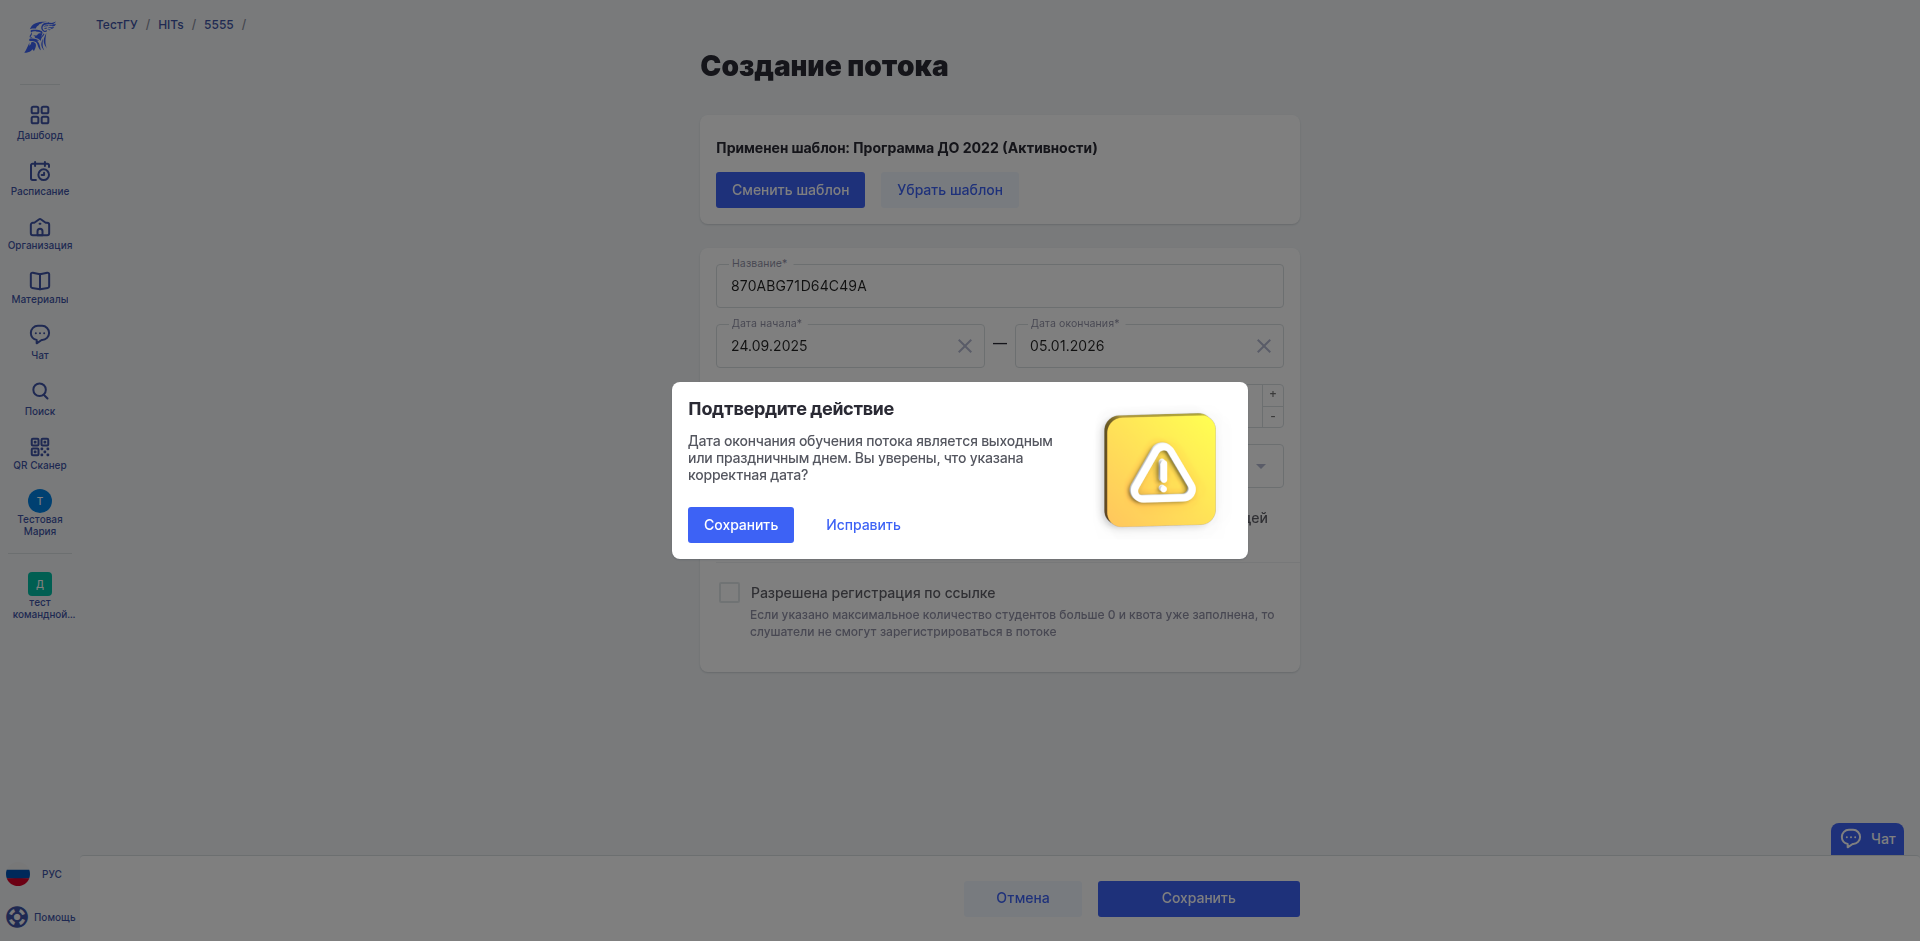 ТестГУ / HITs / 5555 /
Создание потока
Дашборд
Расписание
Организация
Материалы
Чат
Поиск
QR Сканер
Т
Тестовая
Мария
Д
тест
командной...
РУС
Помощь
Применен шаблон: Программа ДО 2022 (Активности)
Сменить шаблон
Убрать шаблон
Название*
870ABG71D64C49A
Дата начала*
24.09.2025
—
Дата окончания*
05.01.2026
+
-
Подтвердите действие
Дата окончания обучения потока является выходным
или праздничным днем. Вы уверены, что указана
корректная дата?
Сохранить
Исправить
Разрешена регистрация по ссылке
Если указано максимальное количество студентов больше 0 и квота уже заполнена, то
слушатели не смогут зарегистрироваться в потоке
Чат
Отмена
Сохранить